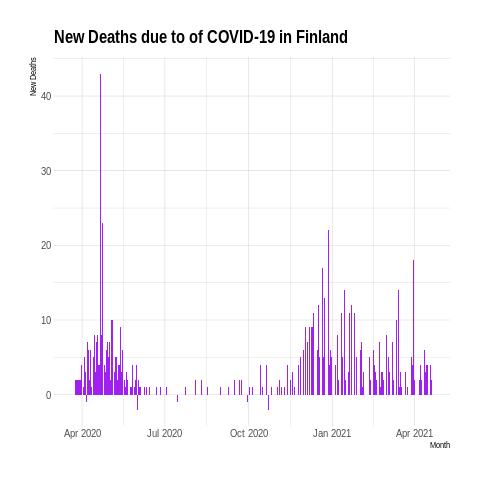 New Deaths due to of COVID-19 in Finland
New Deaths
40
30
20
10
0
Apr 2020 Jul 2020 Oct 2020 Jan 2021 Apr 2021
Month